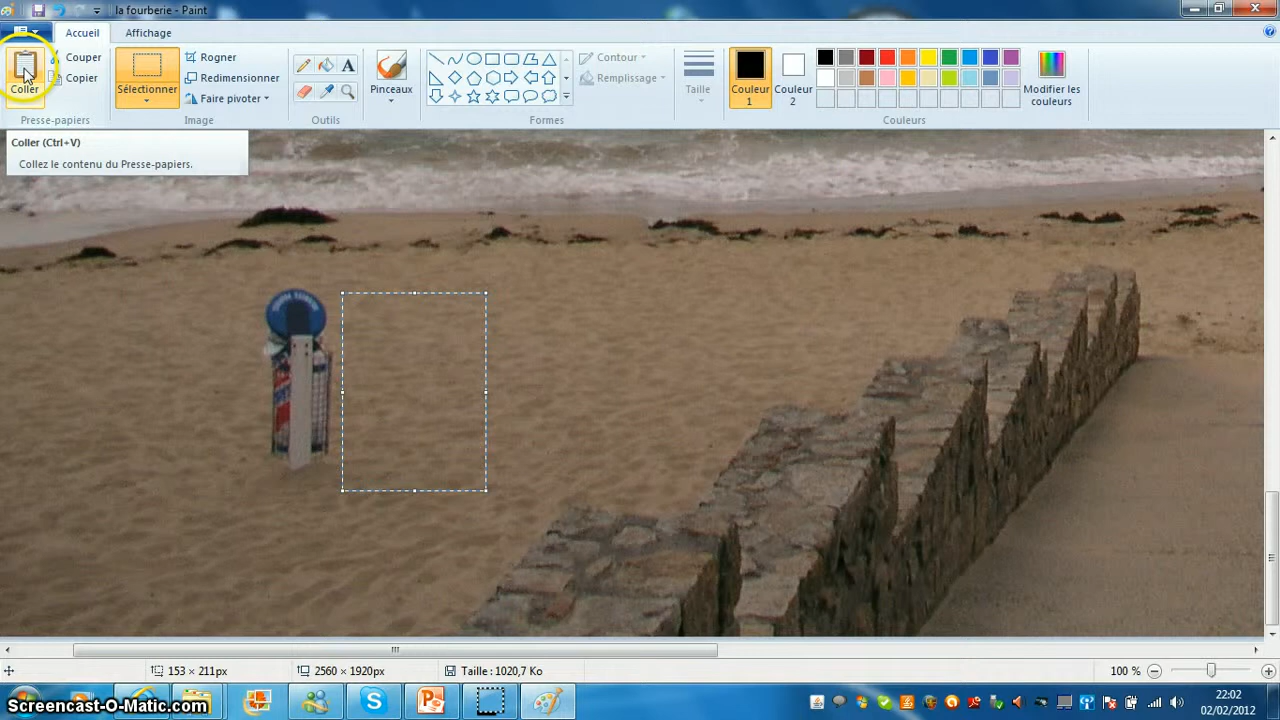 la fourberie - Paint
Accueil
Affichage
Coller
Couper
Copier
Presse-papiers
Sélectionner
Rogner
Redimensionner
Faire pivoter
Image
Outils
Pinceaux
Formes
Contour
Remplissage
Taille
Couleur 1
Couleur 2
Modifier les couleurs
Couleurs
Coller (Ctrl+V)
Collez le contenu du Presse-papiers.
153 × 211px
2560 × 1920px
Taille : 1020,7 Ko
100 %
22:02
02/02/2012
Screencast-O-Matic.com